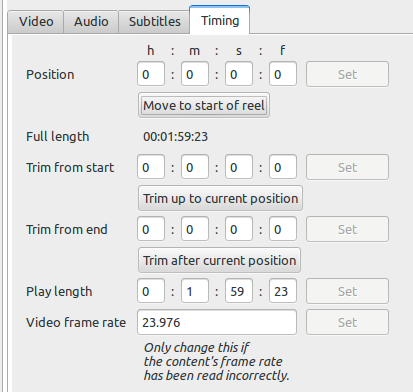 Video Audio Subtitles Timing
h : m : s : f
Position 0 : 0 : 0 : 0 Set
Move to start of reel
Full length 00:01:59:23
Trim from start 0 : 0 : 0 : 0 Set
Trim up to current position
Trim from end 0 : 0 : 0 : 0 Set
Trim after current position
Play length 0 : 1 : 59 : 23 Set
Video frame rate 23.976 Set
Only change this if
the content's frame rate
has been read incorrectly.